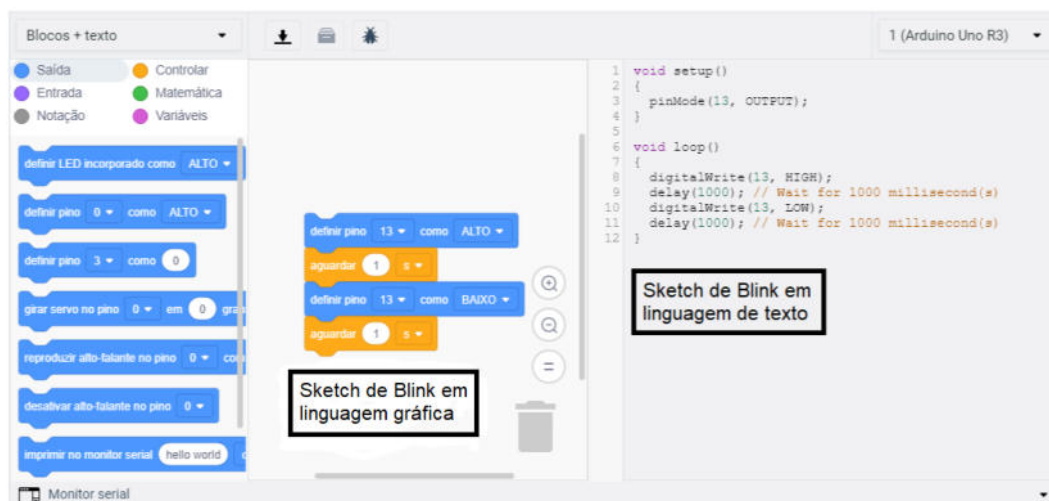 Blocos + texto
1 (Arduino Uno R3)
Saída
Controlar
Entrada
Matemática
Notação
Variáveis
definir LED incorporado como ALTO
definir pino 0 como ALTO
definir pino 3 como 0
girar servo no pino 0 em 0
reproduzir alto-falante no pino 0
desativar alto-falante no pino 0
imprimir no monitor serial hello world
definir pino 13 como ALTO
aguardar 1 s
definir pino 13 como BAIXO
aguardar 1 s
=
Sketch de Blink em
linguagem gráfica
1 void setup()
2 {
3 pinMode(13, OUTPUT);
4 }
5
6 void loop()
7 {
8 digitalWrite(13, HIGH);
9 delay(1000); // Wait for 1000 millisecond(s)
10 digitalWrite(13, LOW);
11 delay(1000); // Wait for 1000 millisecond(s)
12 }
Sketch de Blink em
linguagem de texto
Monitor serial